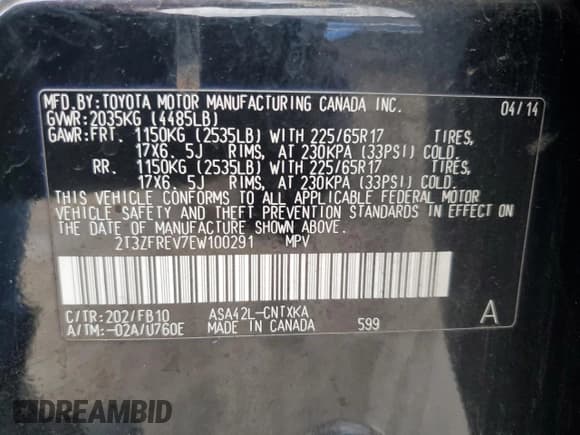 MFD.BY:TOYOTA MOTOR MANUFACTURING CANADA INC. 04/14
GVWR:2035KG (4485LB)
GAWR:FRT. 1150KG (2535LB) WITH 225/65R17 TIRES,
17X6. 5J RIMS, AT 230KPA (33PSI) COLD.
RR. 1150KG (2535LB) WITH 225/65R17 TIRES,
17X6. 5J RIMS, AT 230KPA (33PSI) COLD.
THIS VEHICLE CONFORMS TO ALL APPLICABLE FEDERAL MOTOR
VEHICLE SAFETY AND THEFT PREVENTION STANDARDS IN EFFECT ON
THE DATE OF MANUFACTURE SHOWN ABOVE.
2T3ZFREV7EW100291 MPV
C/TR:202/FB10 ASA42L-CNTXKA
A/TM:-02A/U760E MADE IN CANADA 599 A
DREAMBID